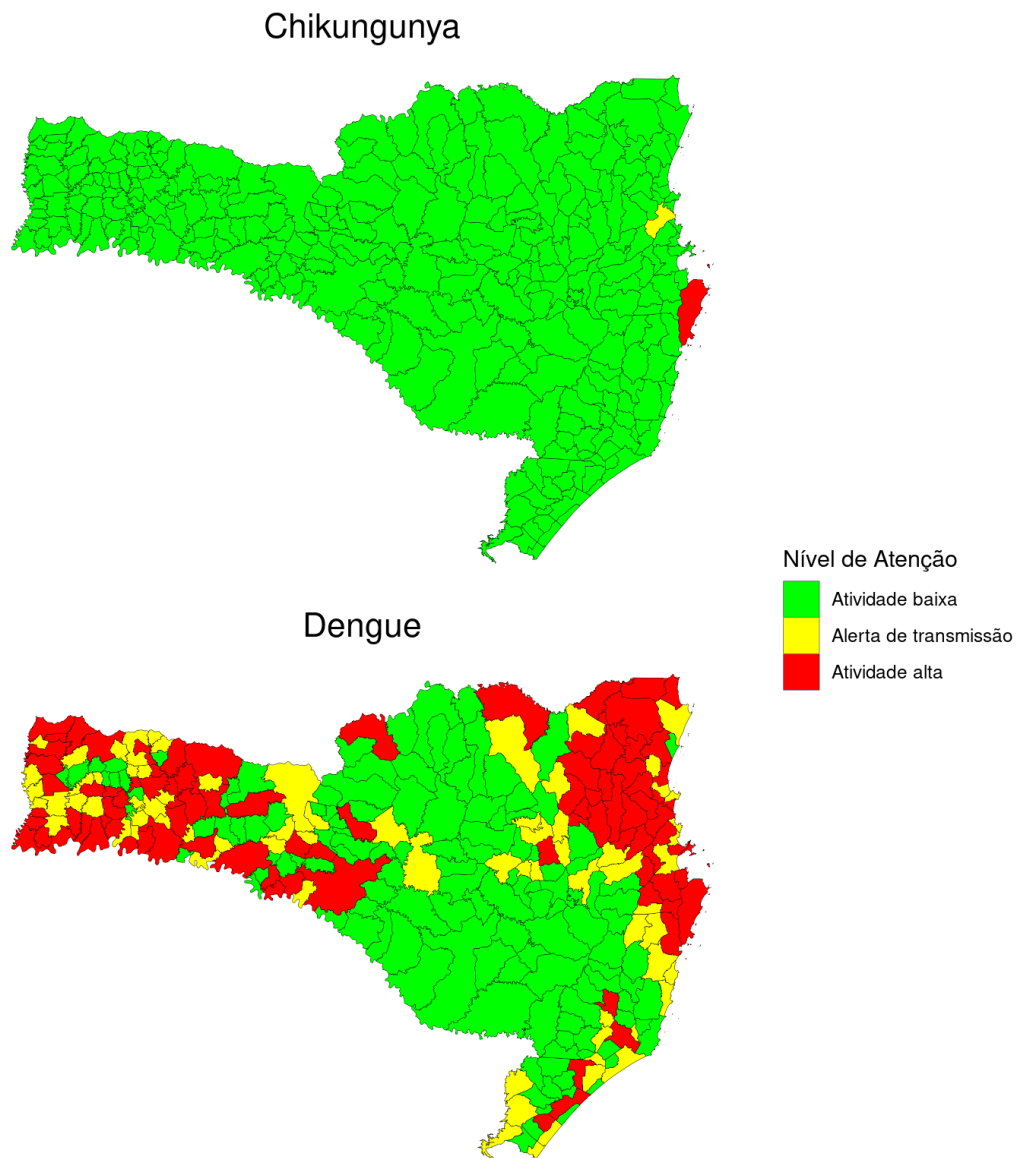 Chikungunya
Nível de Atenção
Atividade baixa
Alerta de transmissão
Atividade alta
Dengue